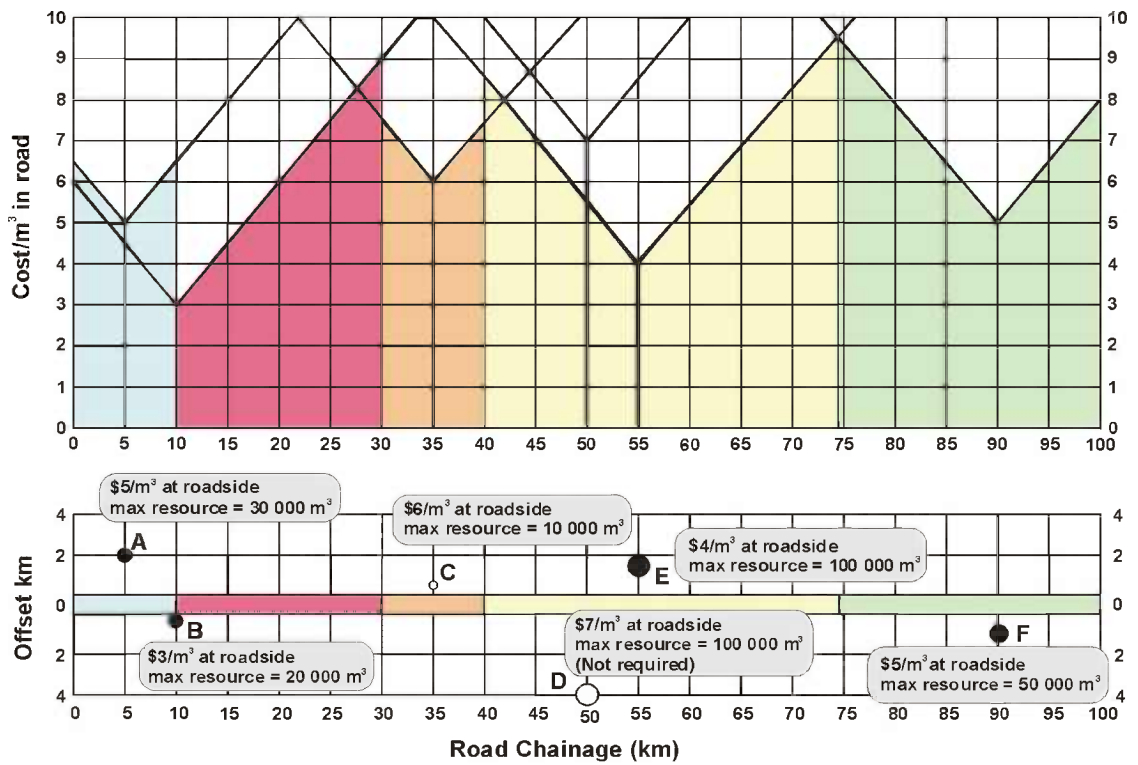 Cost/m³ in road
10
9
8
7
6
5
4
3
2
1
0
10
9
8
7
6
5
4
3
2
1
0
0 5 10 15 20 25 30 35 40 45 50 55 60 65 70 75 80 85 90 95 100
$5/m³ at roadside
max resource = 30 000 m³
A
$6/m³ at roadside
max resource = 10 000 m³
C
$4/m³ at roadside
max resource = 100 000 m³
E
B
$3/m³ at roadside
max resource = 20 000 m³
$7/m³ at roadside
max resource = 100 000 m³
(Not required)
D
F
$5/m³ at roadside
max resource = 50 000 m³
Offset km
4
2
0
2
4
4
2
0
2
4
0 5 10 15 20 25 30 35 40 45 50 55 60 65 70 75 80 85 90 95 100
Road Chainage (km)